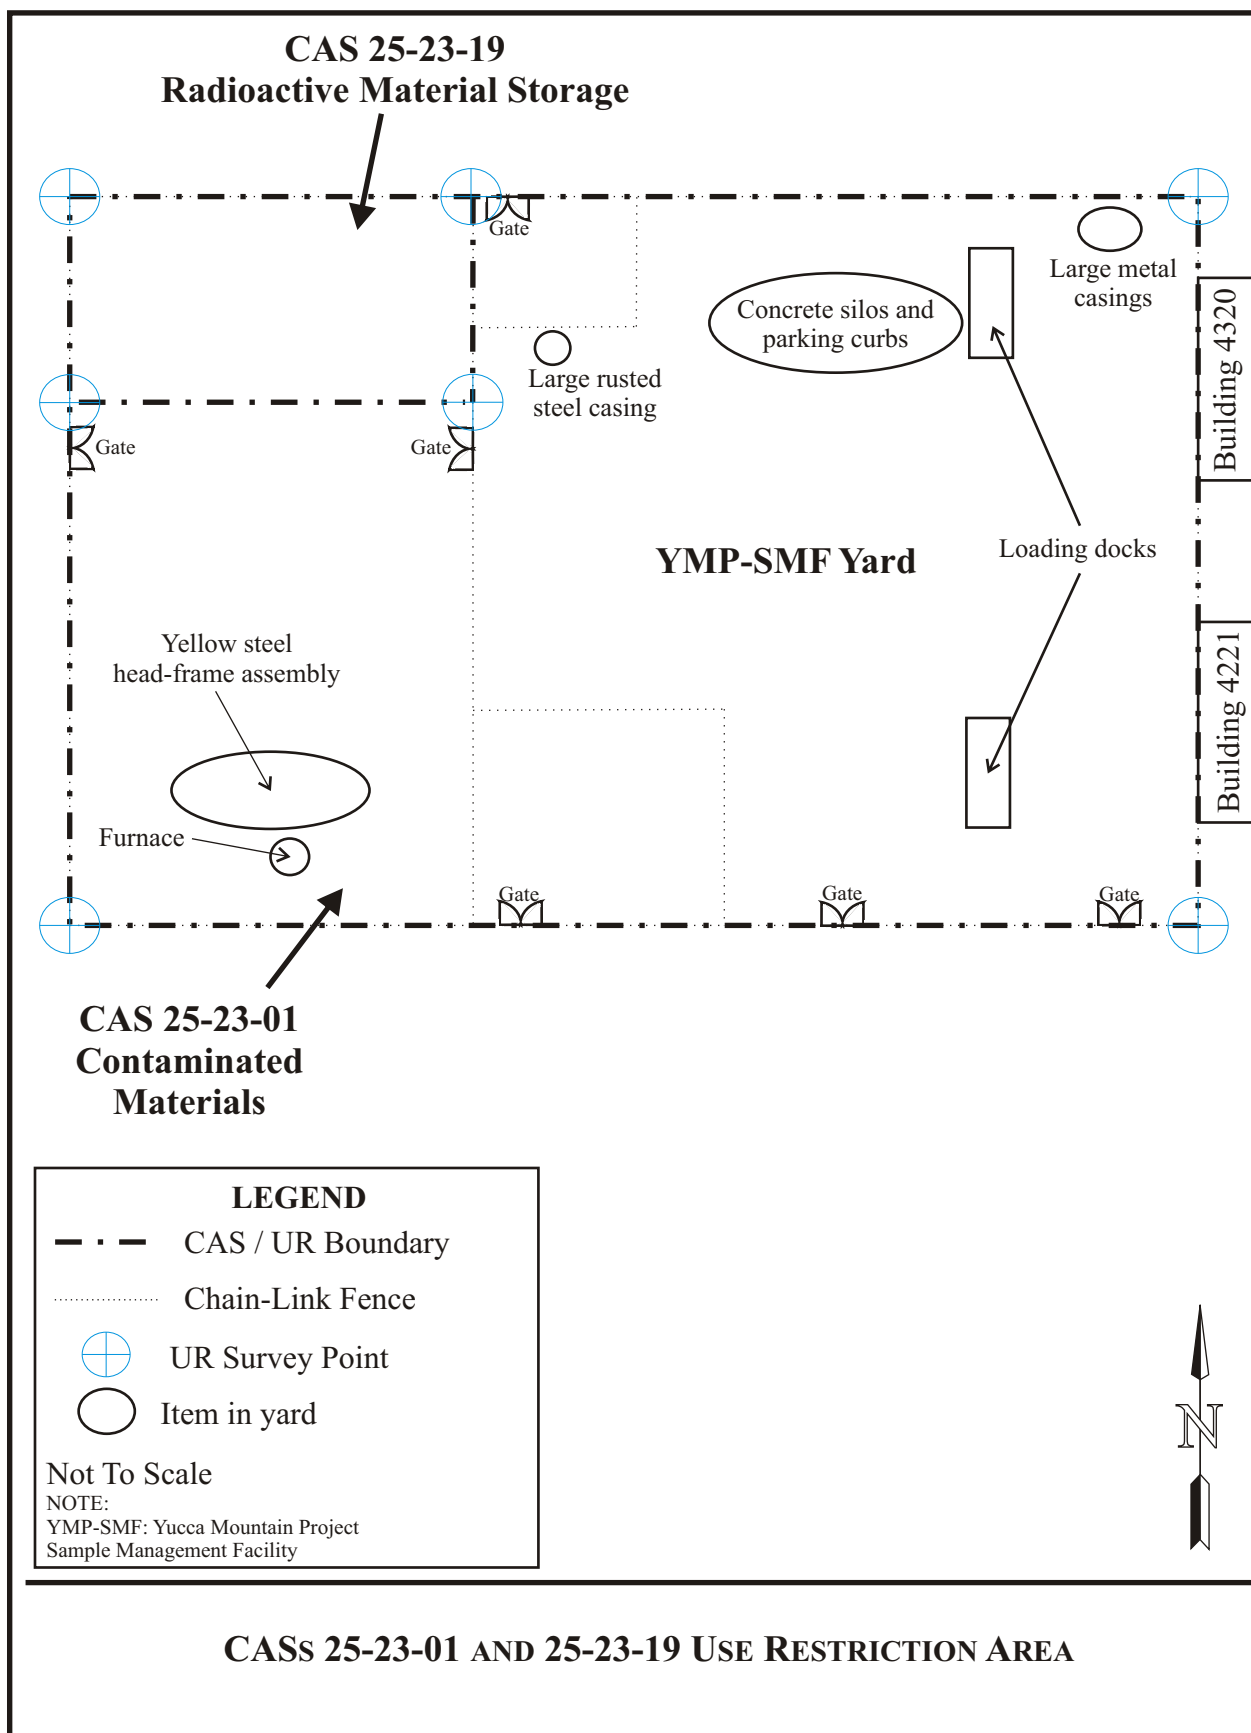 CAS 25-23-19
Radioactive Material Storage
Gate
Large metal
casings
Concrete silos and
parking curbs
Building 4320
Large rusted
steel casing
Gate
Gate
YMP-SMF Yard
Loading docks
Yellow steel
head-frame assembly
Building 4221
Furnace
Gate
Gate
Gate
CAS 25-23-01
Contaminated
Materials
LEGEND
CAS / UR Boundary
Chain-Link Fence
UR Survey Point
Item in yard
Not To Scale
NOTE:
YMP-SMF: Yucca Mountain Project
Sample Management Facility
N
CASs 25-23-01 AND 25-23-19 USE RESTRICTION AREA